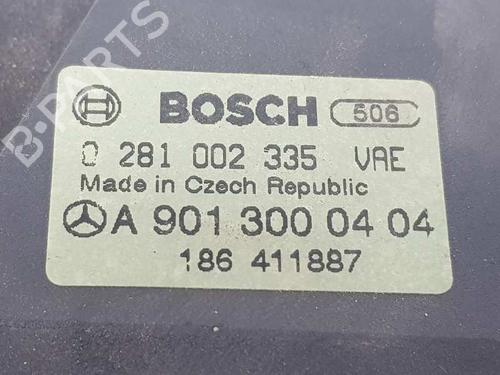 B-PARTS
BOSCH 506
0 281 002 335 VAE
Made in Czech Republic
A 901 300 04 04
186 411887